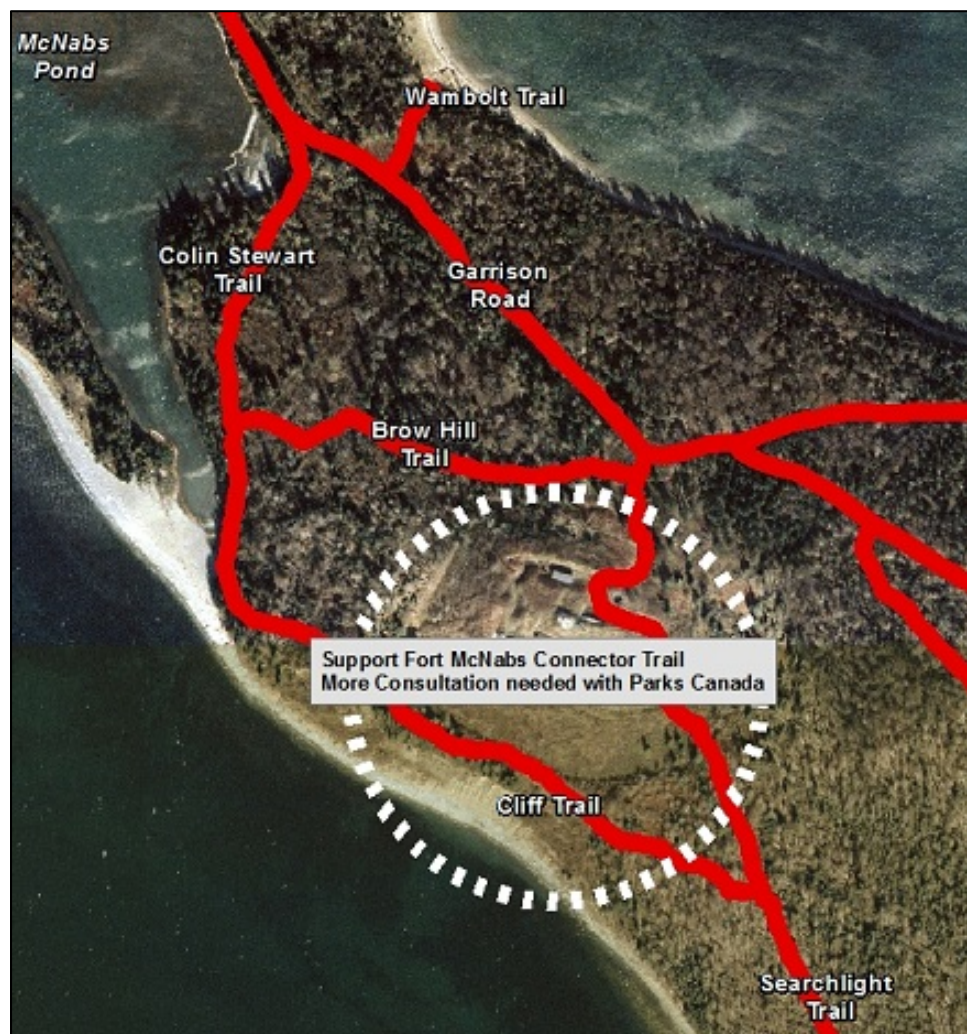 McNabs
Pond
Wambolt Trail
Colin Stewart
Trail
Garrison
Road
Brow Hill
Trail
Support Fort McNabs Connector Trail
More Consultation needed with Parks Canada
Cliff Trail
Searchlight
Trail